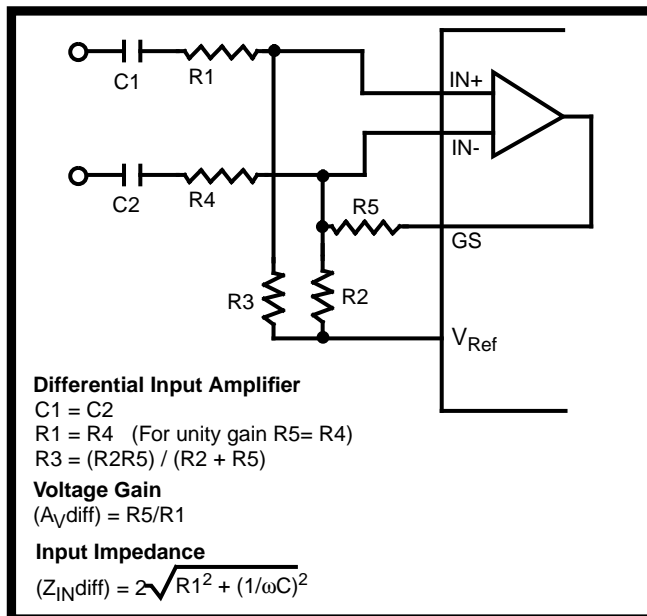 C1
R1
IN+
IN-
C2
R4
R5
GS
R3
R2
VRef
Differential Input Amplifier
C1 = C2
R1 = R4 (For unity gain R5= R4)
R3 = (R2R5) / (R2 + R5)
Voltage Gain
(AVdiff) = R5/R1
Input Impedance
(ZINdiff) = 2√R1² + (1/ωC)²